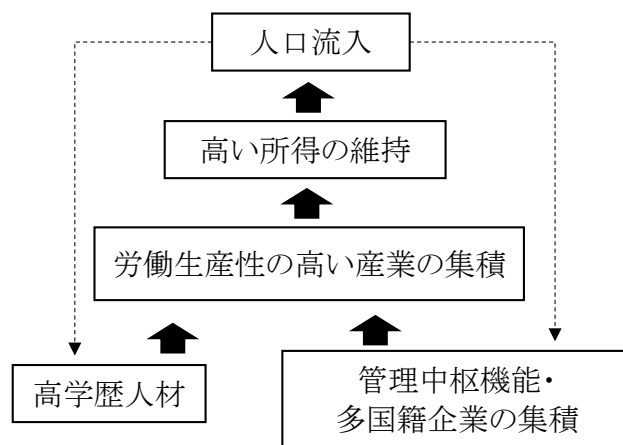 人口流入
高い所得の維持
労働生産性の高い産業の集積
高学歴人材
管理中枢機能・
多国籍企業の集積